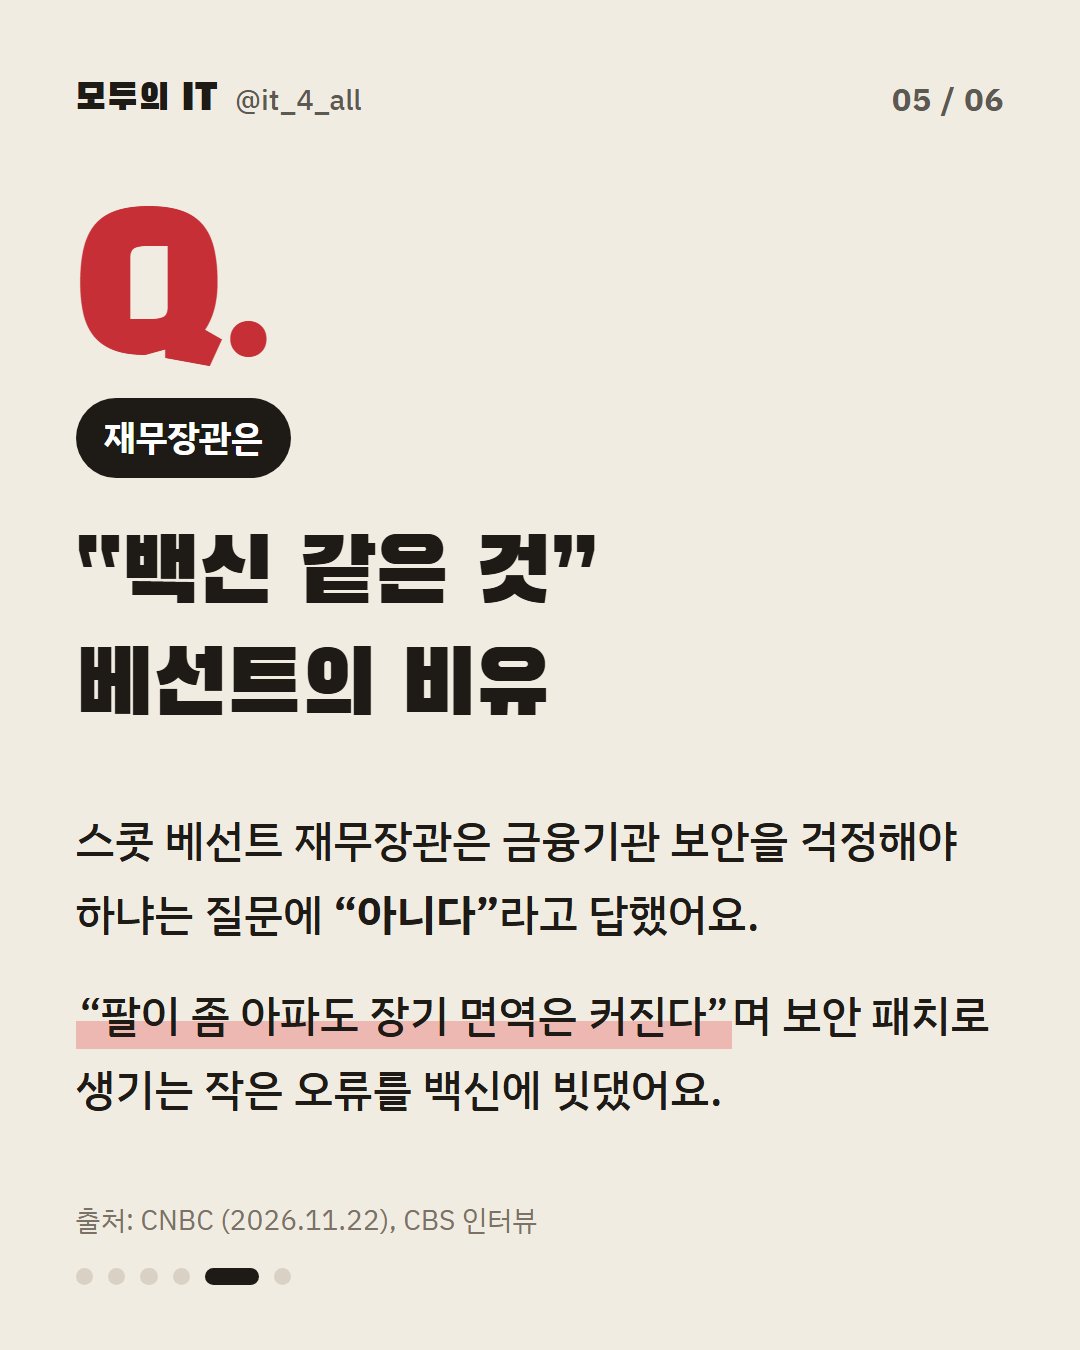 모두의 IT @it_4_all
05 / 06
Q.
재무장관은
"백신 같은 것”
베선트의 비유
스콧 베선트 재무장관은 금융기관 보안을 걱정해야
하냐는 질문에 “아니다”라고 답했어요.
“팔이 좀 아파도 장기 면역은 커진다”며 보안 패치로
생기는 작은 오류를 백신에 빗댔어요.
출처: CNBC (2026.11.22), CBS 인터뷰